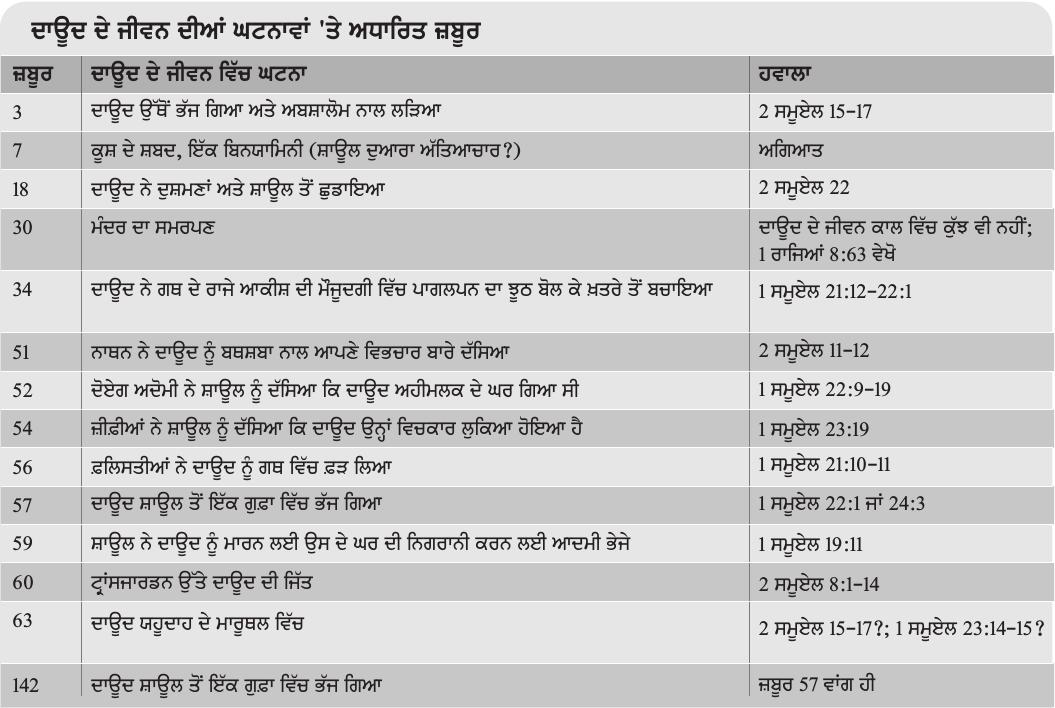 ਦਾਊਦ ਦੇ ਜੀਵਨ ਦੀਆਂ ਘਟਨਾਵਾਂ 'ਤੇ ਅਧਾਰਿਤ ਜ਼ਬੂਰ
ਜ਼ਬੂਰ ਦਾਊਦ ਦੇ ਜੀਵਨ ਵਿੱਚ ਘਟਨਾ ਹਵਾਲਾ
3 ਦਾਊਦ ਉੱਥੋਂ ਭੱਜ ਗਿਆ ਅਤੇ ਅਬਸ਼ਾਲੋਮ ਨਾਲ ਲੜਿਆ 2 ਸਮੂਏਲ 15–17
7 ਕੂਸ਼ ਦੇ ਸ਼ਬਦ, ਇੱਕ ਬਿਨਯਾਮਿਨੀ (ਸ਼ਾਊਲ ਦੁਆਰਾ ਅੱਤਿਆਚਾਰ?) ਅਗਿਆਤ
18 ਦਾਊਦ ਨੇ ਦੁਸ਼ਮਣਾਂ ਅਤੇ ਸ਼ਾਊਲ ਤੋਂ ਛੁਡਾਇਆ 2 ਸਮੂਏਲ 22
30 ਮੰਦਰ ਦਾ ਸਮਰਪਣ ਦਾਊਦ ਦੇ ਜੀਵਨ ਕਾਲ ਵਿੱਚ ਕੁੱਝ ਵੀ ਨਹੀਂ;
1 ਰਾਜਿਆਂ 8:63 ਵੇਖੋ
34 ਦਾਊਦ ਨੇ ਗਥ ਦੇ ਰਾਜੇ ਆਕੀਸ਼ ਦੀ ਮੌਜੂਦਗੀ ਵਿੱਚ ਪਾਗਲਪਨ ਦਾ ਝੂਠ ਬੋਲ ਕੇ ਖ਼ਤਰੇ ਤੋਂ ਬਚਾਇਆ 1 ਸਮੂਏਲ 21:12–22:1
51 ਨਾਥਨ ਨੇ ਦਾਊਦ ਨੂੰ ਬਥਸ਼ਬਾ ਨਾਲ ਆਪਣੇ ਵਿਭਚਾਰ ਬਾਰੇ ਦੱਸਿਆ 2 ਸਮੂਏਲ 11–12
52 ਦੋਏਗ ਅਦੋਮੀ ਨੇ ਸ਼ਾਊਲ ਨੂੰ ਦੱਸਿਆ ਕਿ ਦਾਊਦ ਅਹੀਮਲਕ ਦੇ ਘਰ ਗਿਆ ਸੀ 1 ਸਮੂਏਲ 22:9–19
54 ਜ਼ੀਫੀਆਂ ਨੇ ਸ਼ਾਊਲ ਨੂੰ ਦੱਸਿਆ ਕਿ ਦਾਊਦ ਉਨ੍ਹਾਂ ਵਿਚਕਾਰ ਲੁਕਿਆ ਹੋਇਆ ਹੈ 1 ਸਮੂਏਲ 23:19
56 ਫ਼ਲਿਸਤੀਆਂ ਨੇ ਦਾਊਦ ਨੂੰ ਗਥ ਵਿੱਚ ਫ਼ੜ ਲਿਆ 1 ਸਮੂਏਲ 21:10–11
57 ਦਾਊਦ ਸ਼ਾਊਲ ਤੋਂ ਇੱਕ ਗੁਫ਼ਾ ਵਿੱਚ ਭੱਜ ਗਿਆ 1 ਸਮੂਏਲ 22:1 ਜਾਂ 24:3
59 ਸ਼ਾਊਲ ਨੇ ਦਾਊਦ ਨੂੰ ਮਾਰਨ ਲਈ ਉਸ ਦੇ ਘਰ ਦੀ ਨਿਗਰਾਨੀ ਕਰਨ ਲਈ ਆਦਮੀ ਭੇਜੇ 1 ਸਮੂਏਲ 19:11
60 ਟ੍ਰਾਂਸਜਾਰਡਨ ਉੱਤੇ ਦਾਊਦ ਦੀ ਜਿੱਤ 2 ਸਮੂਏਲ 8:1–14
63 ਦਾਊਦ ਯਹੂਦਾਹ ਦੇ ਮਾਰੂਥਲ ਵਿੱਚ 2 ਸਮੂਏਲ 15–17?; 1 ਸਮੂਏਲ 23:14–15?
142 ਦਾਊਦ ਸ਼ਾਊਲ ਤੋਂ ਇੱਕ ਗੁਫ਼ਾ ਵਿੱਚ ਭੱਜ ਗਿਆ ਜ਼ਬੂਰ 57 ਵਾਂਗ ਹੀ